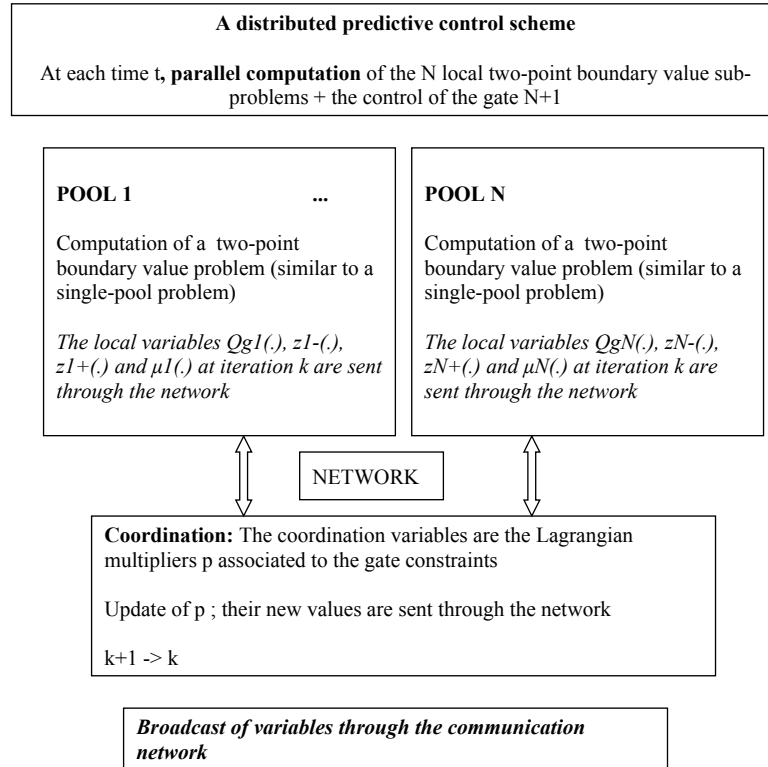 A distributed predictive control scheme
At each time t, parallel computation of the N local two-point boundary value sub-
problems + the control of the gate N+1
POOL 1 ...
Computation of a two-point
boundary value problem (similar to a
single-pool problem)
The local variables Qg1(.), z1-(.),
z1+(.) and μ1(.) at iteration k are sent
through the network
POOL N
Computation of a two-point
boundary value problem (similar to a
single-pool problem)
The local variables QgN(.), zN-(.),
zN+(.) and μN(.) at iteration k are
sent through the network
NETWORK
Coordination: The coordination variables are the Lagrangian
multipliers p associated to the gate constraints
Update of p ; their new values are sent through the network
k+1 -> k
Broadcast of variables through the communication
network